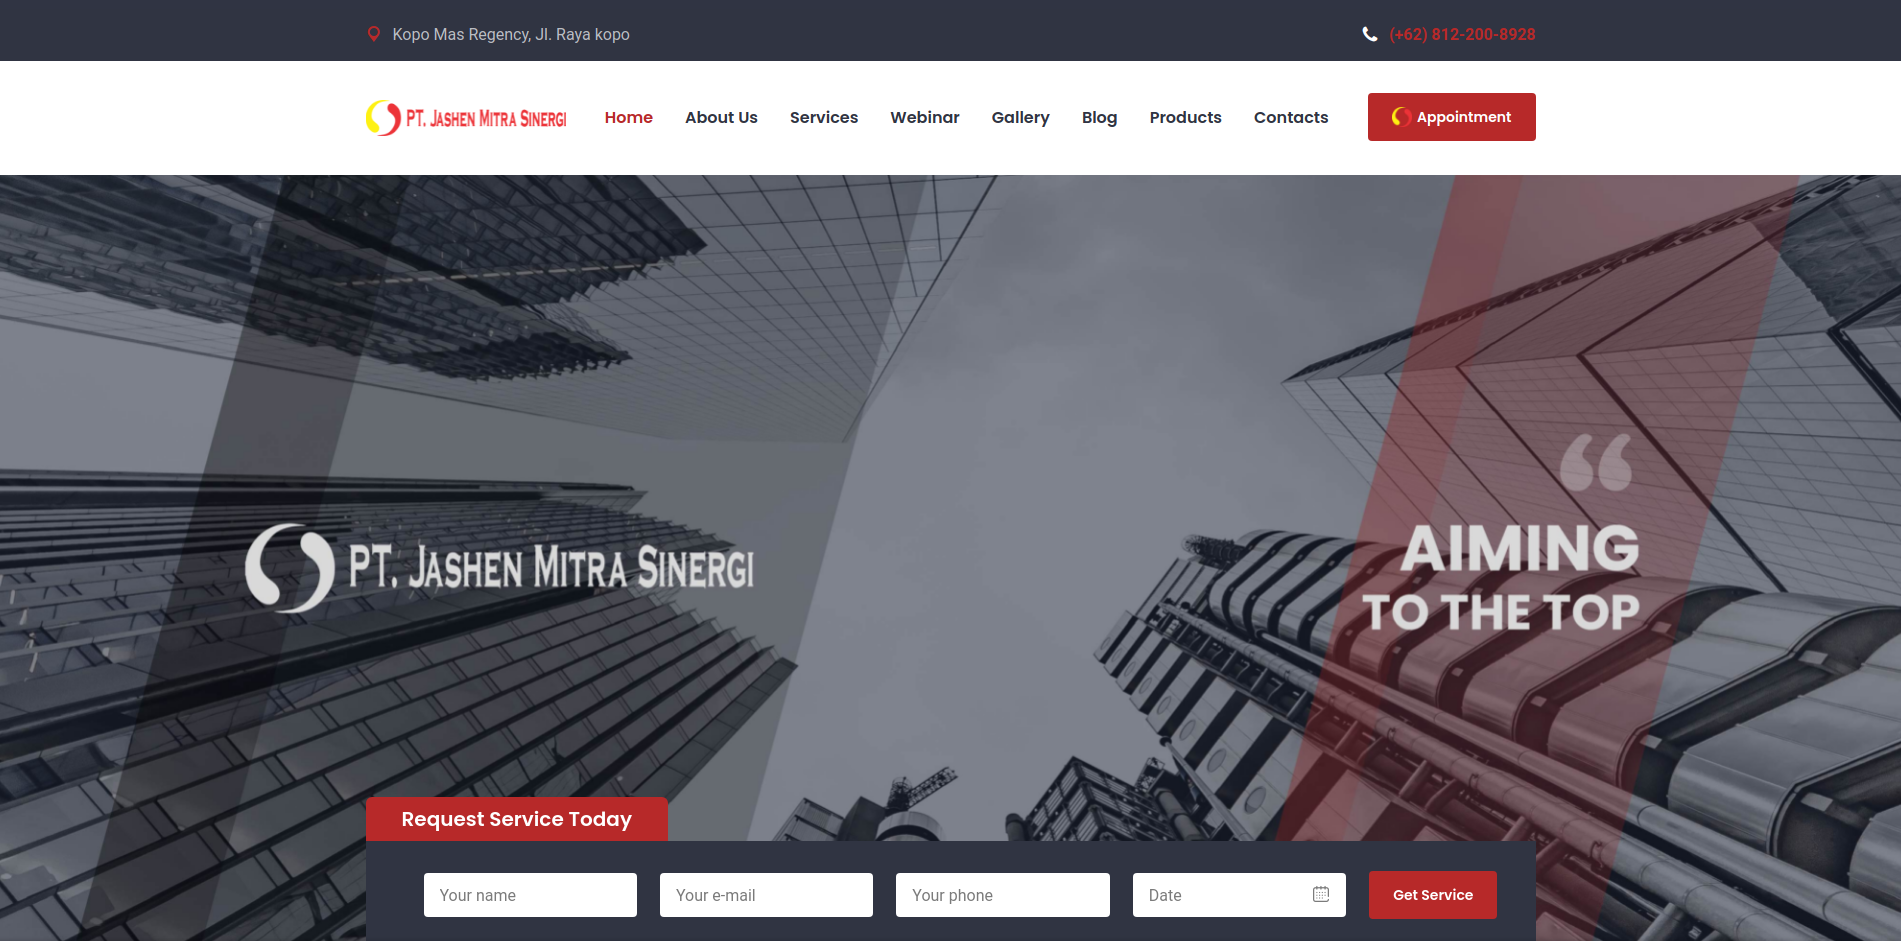 Kopo Mas Regency, Jl. Raya kopo
(+62) 812-200-8928
PT. JASHEN MITRA SINERGI
Home About Us Services Webinar Gallery Blog Products Contacts
Appointment
PT. JASHEN MITRA SINERGI
“
AIMING
TO THE TOP
Request Service Today
Your name
Your e-mail
Your phone
Date
Get Service